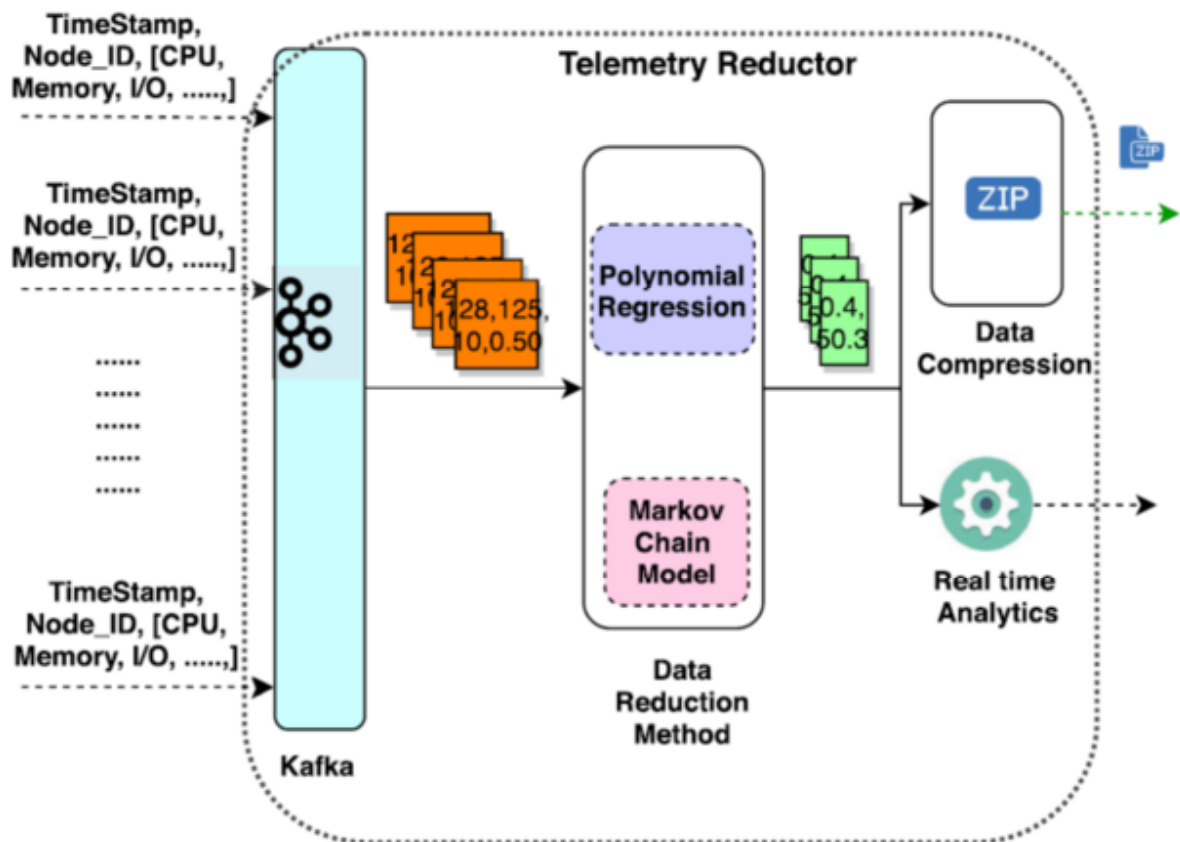 TimeStamp,
Node_ID, [CPU,
Memory, I/O, .....,]
TimeStamp,
Node_ID, [CPU,
Memory, I/O, .....,]
......
......
......
......
......
TimeStamp,
Node_ID, [CPU,
Memory, I/O, .....,]
Kafka
Telemetry Reductor
128,125,
10,0.50
Polynomial
Regression
Markov
Chain
Model
Data
Reduction
Method
0.4,
50.3
ZIP
Data
Compression
ZIP
Real time
Analytics